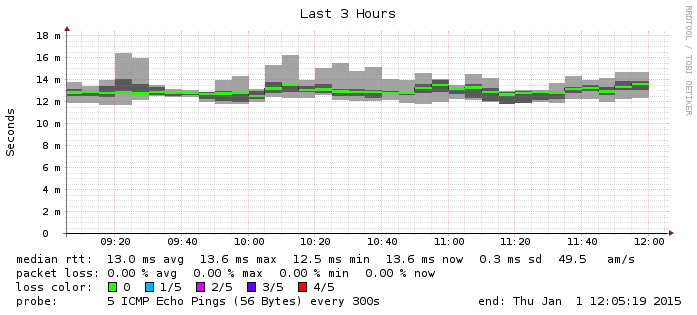 Last 3 Hours
RRDTOOL / TOBI OETIKER
Seconds
18 m
16 m
14 m
12 m
10 m
8 m
6 m
4 m
2 m
0
09:20 09:40 10:00 10:20 10:40 11:00 11:20 11:40 12:00
median rtt: 13.0 ms avg 13.6 ms max 12.5 ms min 13.6 ms now 0.3 ms sd 49.5 am/s
packet loss: 0.00 % avg 0.00 % max 0.00 % min 0.00 % now
loss color: 0 1/5 2/5 3/5 4/5
probe: 5 ICMP Echo Pings (56 Bytes) every 300s end: Thu Jan 1 12:05:19 2015